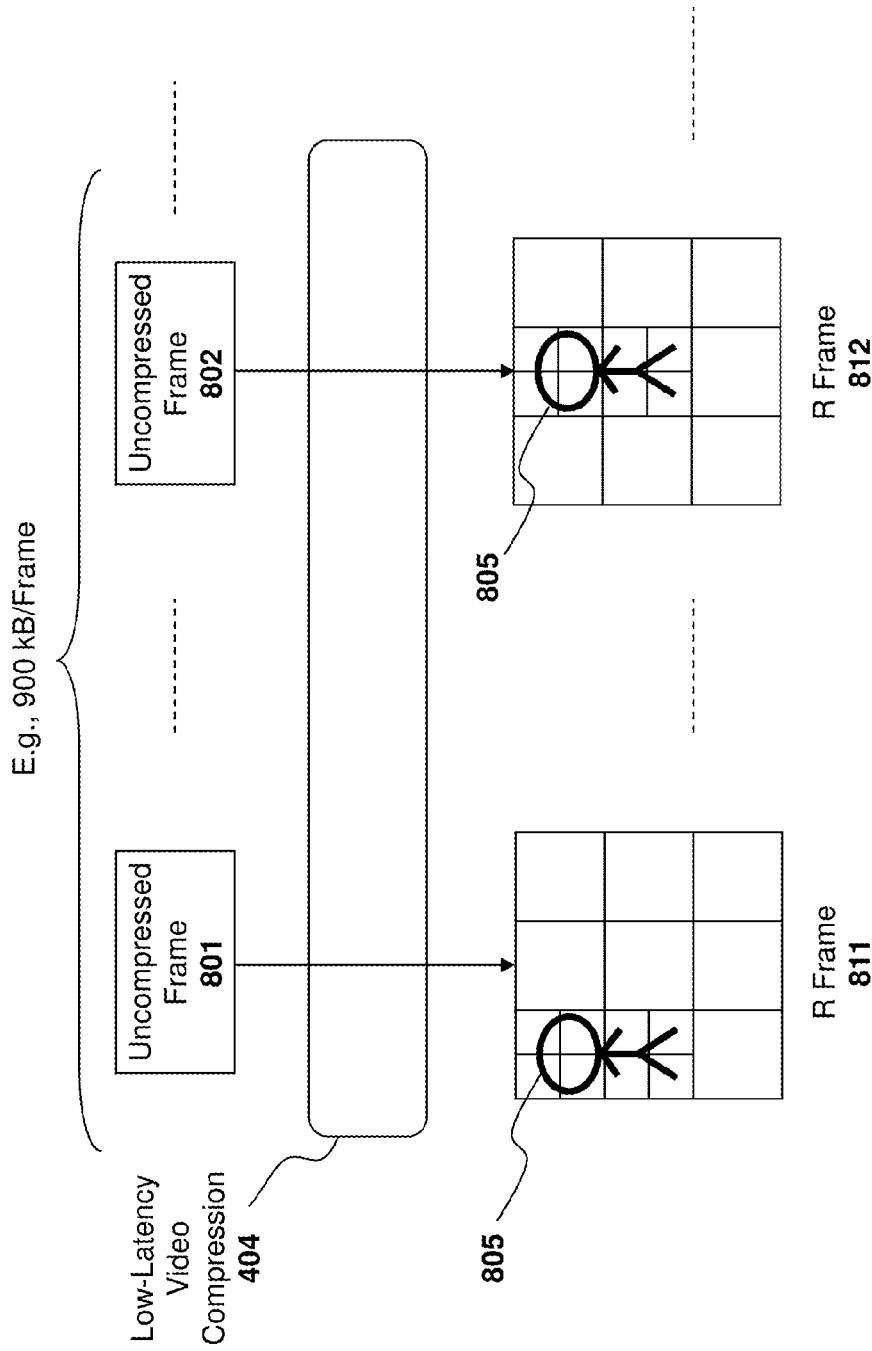 E.g., 900 kB/Frame
Uncompressed
Frame
801
Uncompressed
Frame
802
Low-Latency
Video
Compression
404
805
805
R Frame
811
R Frame
812